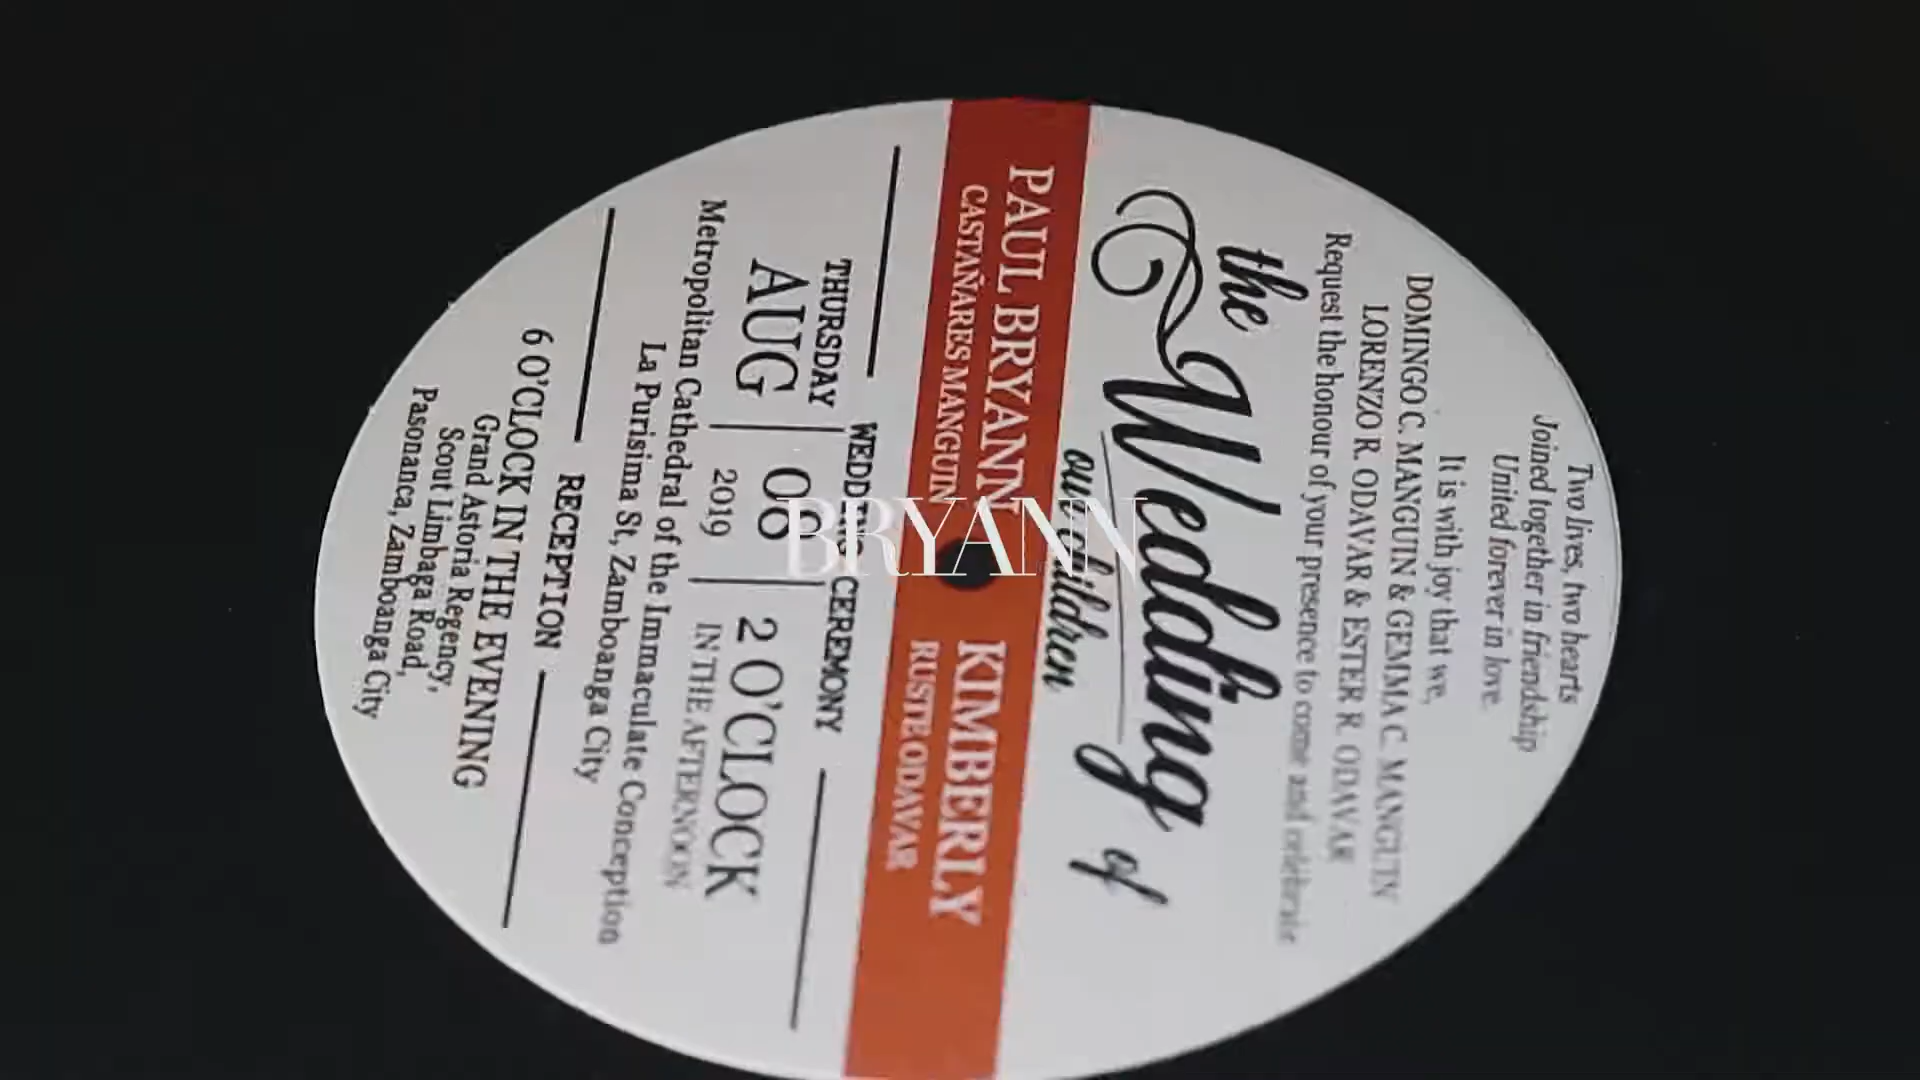 Two lives, two hearts
Joined together in friendship
United forever in love.
It is with joy that we,
DOMINGO C. MANGUIN & GEMMA C. MANGUIN
LORENZO R. ODAVAR & ESTER R. ODAVAR
Request the honour of your presence to come and celebrate
the Wedding of
our children
PAUL BRYANN KIMBERLY
CASTAÑARES MANGUIN RUSTE ODAVAR
WEDDING CEREMONY
THURSDAY
AUG 08 2 O'CLOCK
2019 IN THE AFTERNOON
Metropolitan Cathedral of the Immaculate Conception
La Purisima St, Zamboanga City
RECEPTION
6 O'CLOCK IN THE EVENING
Grand Astoria Regency,
Scout Limbaga Road,
Pasonanca, Zamboanga City
BRYANN